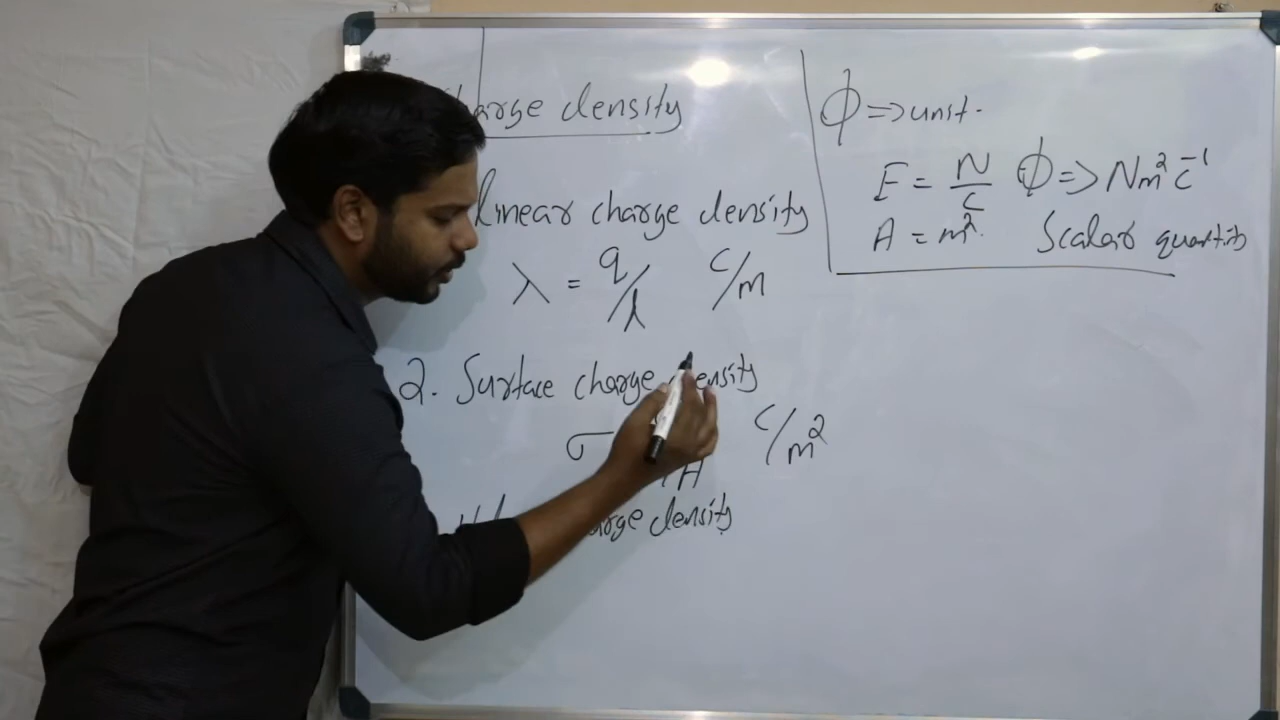 charge density
linear charge density
λ = q/l C/m
2. Surface charge density
σ A C/m²
charge density
ϕ => unit.
E = N/C ϕ => Nm²C⁻¹
A = m². Scalar quantity